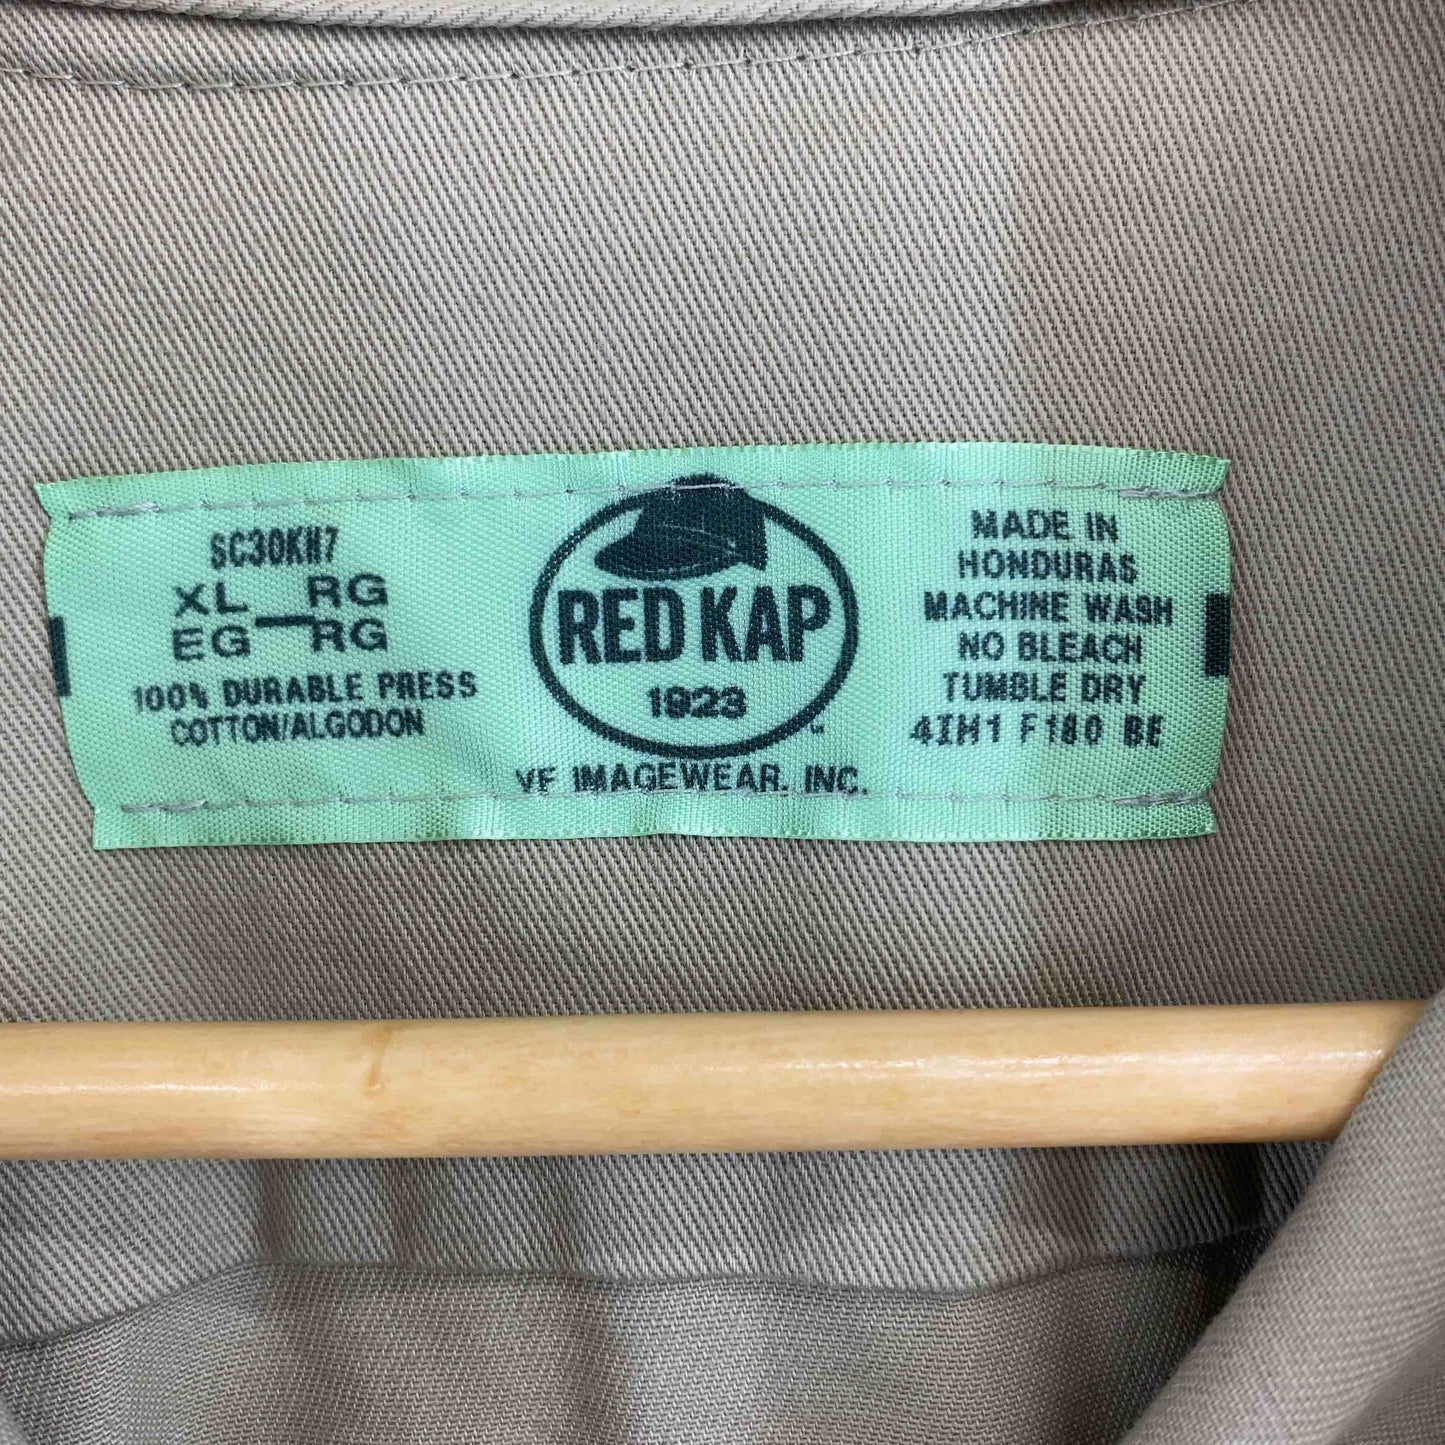 SC30KH7
XL RG
EG RG
100% DURABLE PRESS
COTTON/ALGODON
RED KAP
1923
VF IMAGEWEAR, INC.
MADE IN
HONDURAS
MACHINE WASH
NO BLEACH
TUMBLE DRY
4IH1 F180 BE